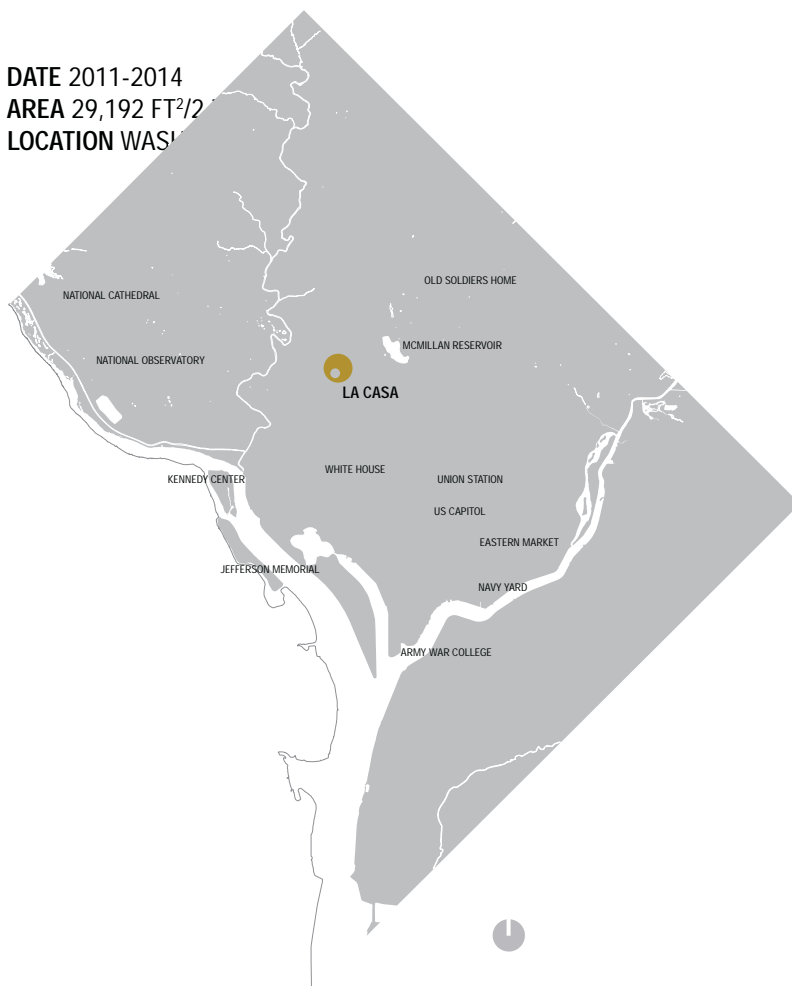 DATE 2011-2014
AREA 29,192 FT²/2
LOCATION
OLD SOLDIERS HOME
NATIONAL CATHEDRAL
MCMILLAN RESERVOIR
NATIONAL OBSERVATORY
LA CASA
WHITE HOUSE
KENNEDY CENTER
UNION STATION
US CAPITOL
EASTERN MARKET
JEFFERSON MEMORIAL
NAVY YARD
ARMY WAR COLLEGE